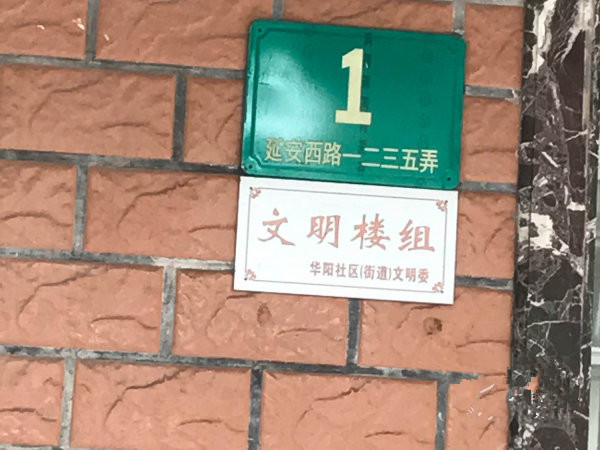 1
延安西路一二三五弄
文明楼组
华阳社区(街道)文明委